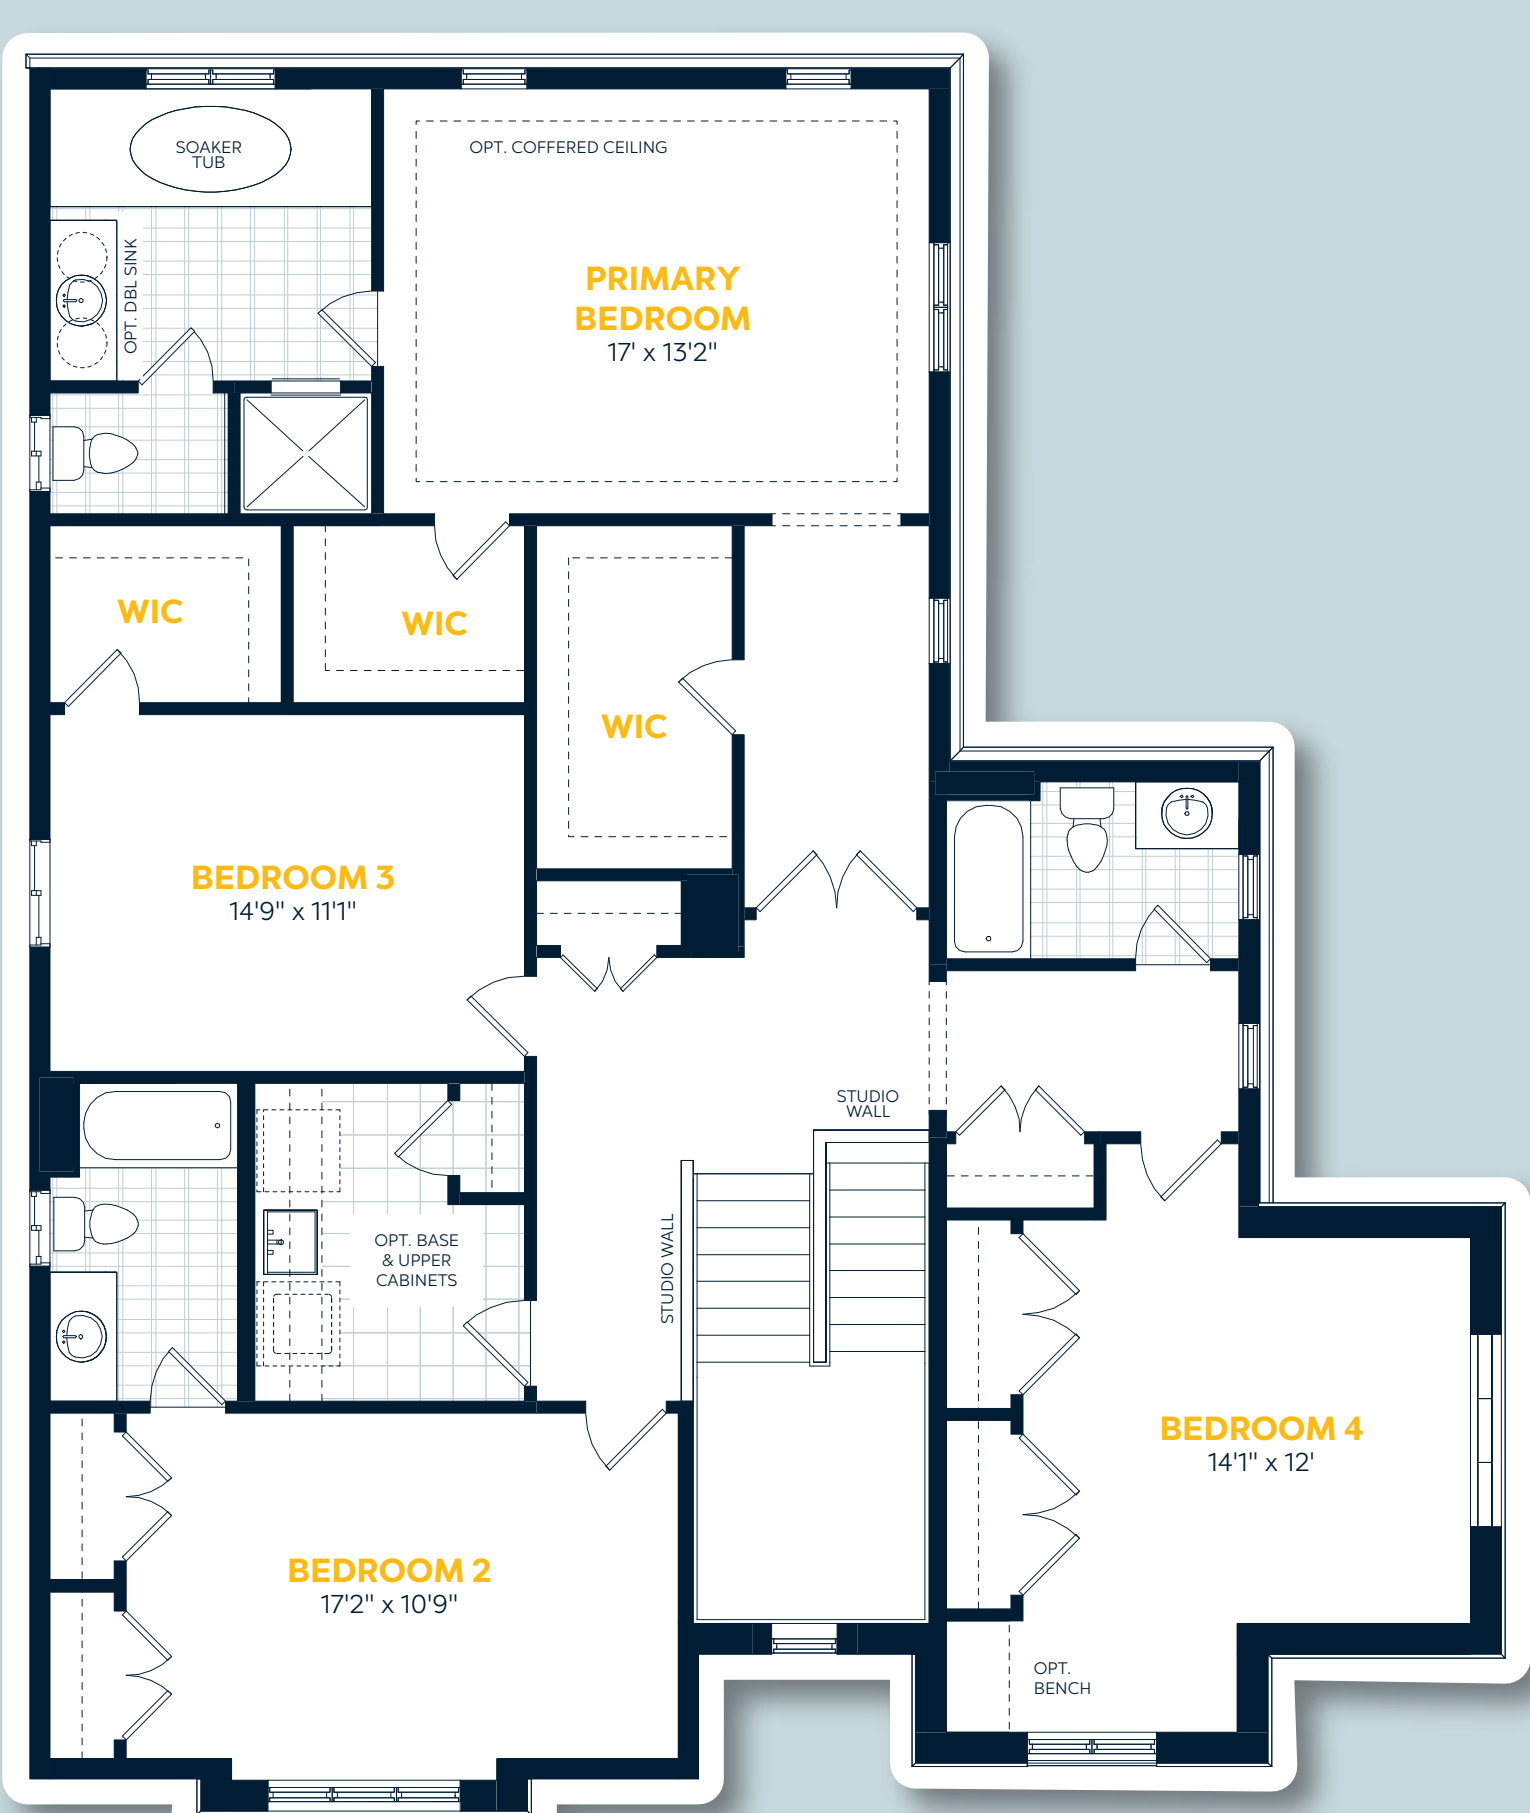 SOAKER
TUB
OPT. COFFERED CEILING
OPT. DBL SINK
PRIMARY
BEDROOM
17' x 13'2"
WIC
WIC
WIC
BEDROOM 3
14'9" x 11'1"
STUDIO
WALL
STUDIO WALL
OPT. BASE
& UPPER
CABINETS
BEDROOM 4
14'1" x 12'
BEDROOM 2
17'2" x 10'9"
OPT.
BENCH